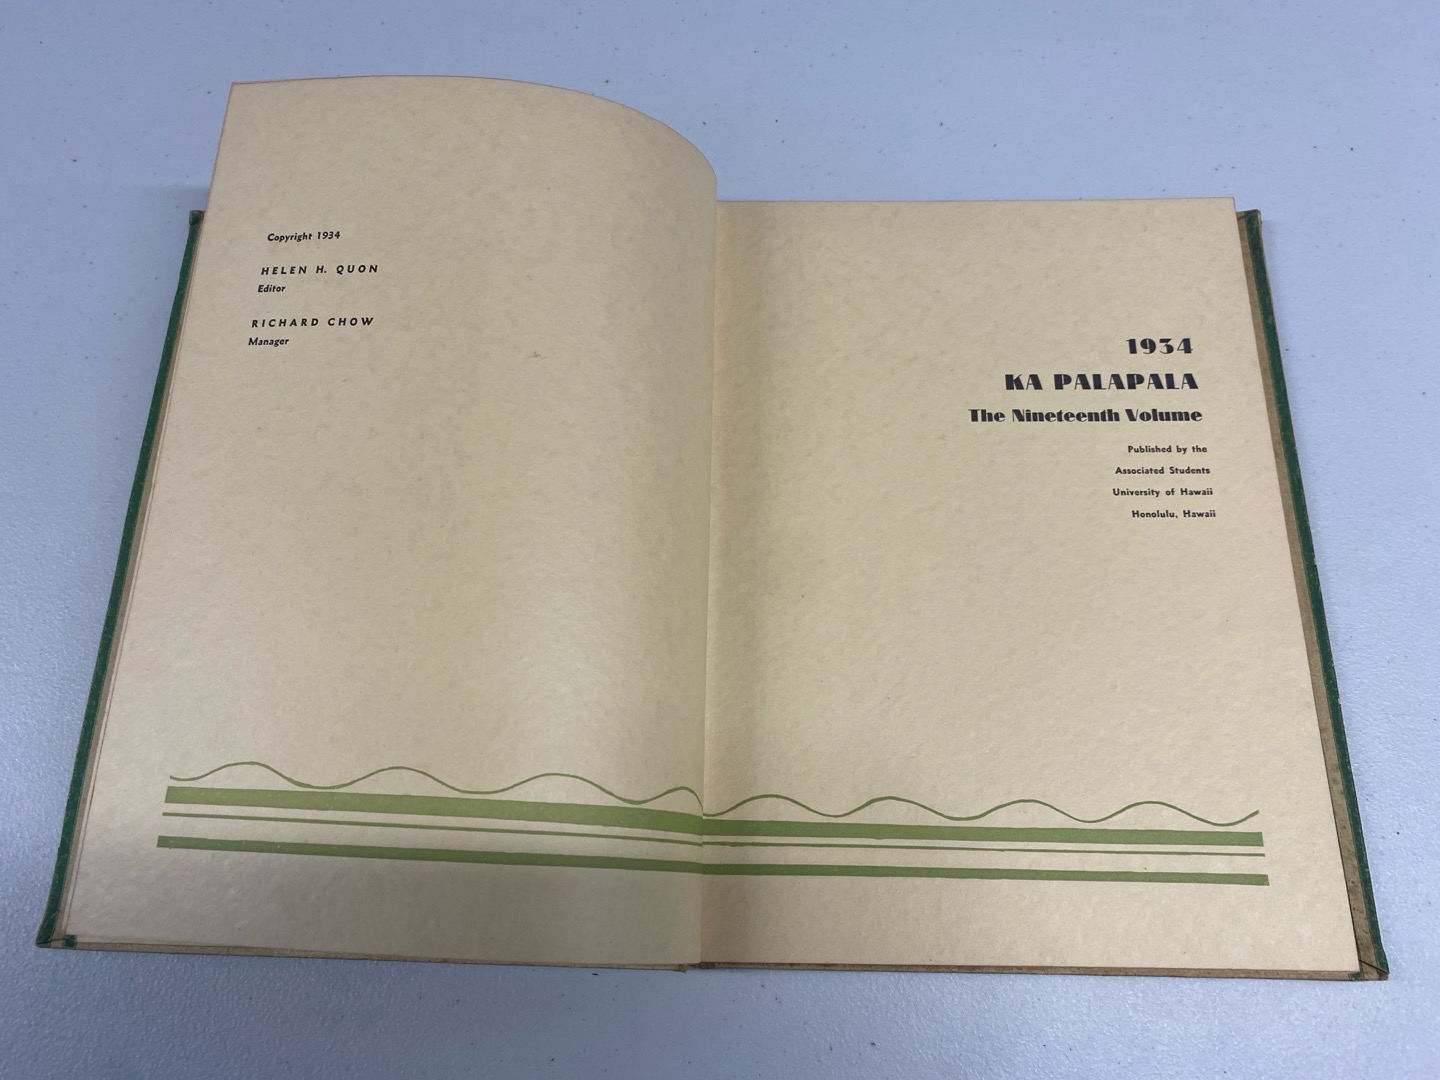 Copyright 1934
HELEN H. QUON
Editor
RICHARD CHOW
Manager
1934
KA PALAPALA
The Nineteenth Volume
Published by the
Associated Students
University of Hawaii
Honolulu, Hawaii